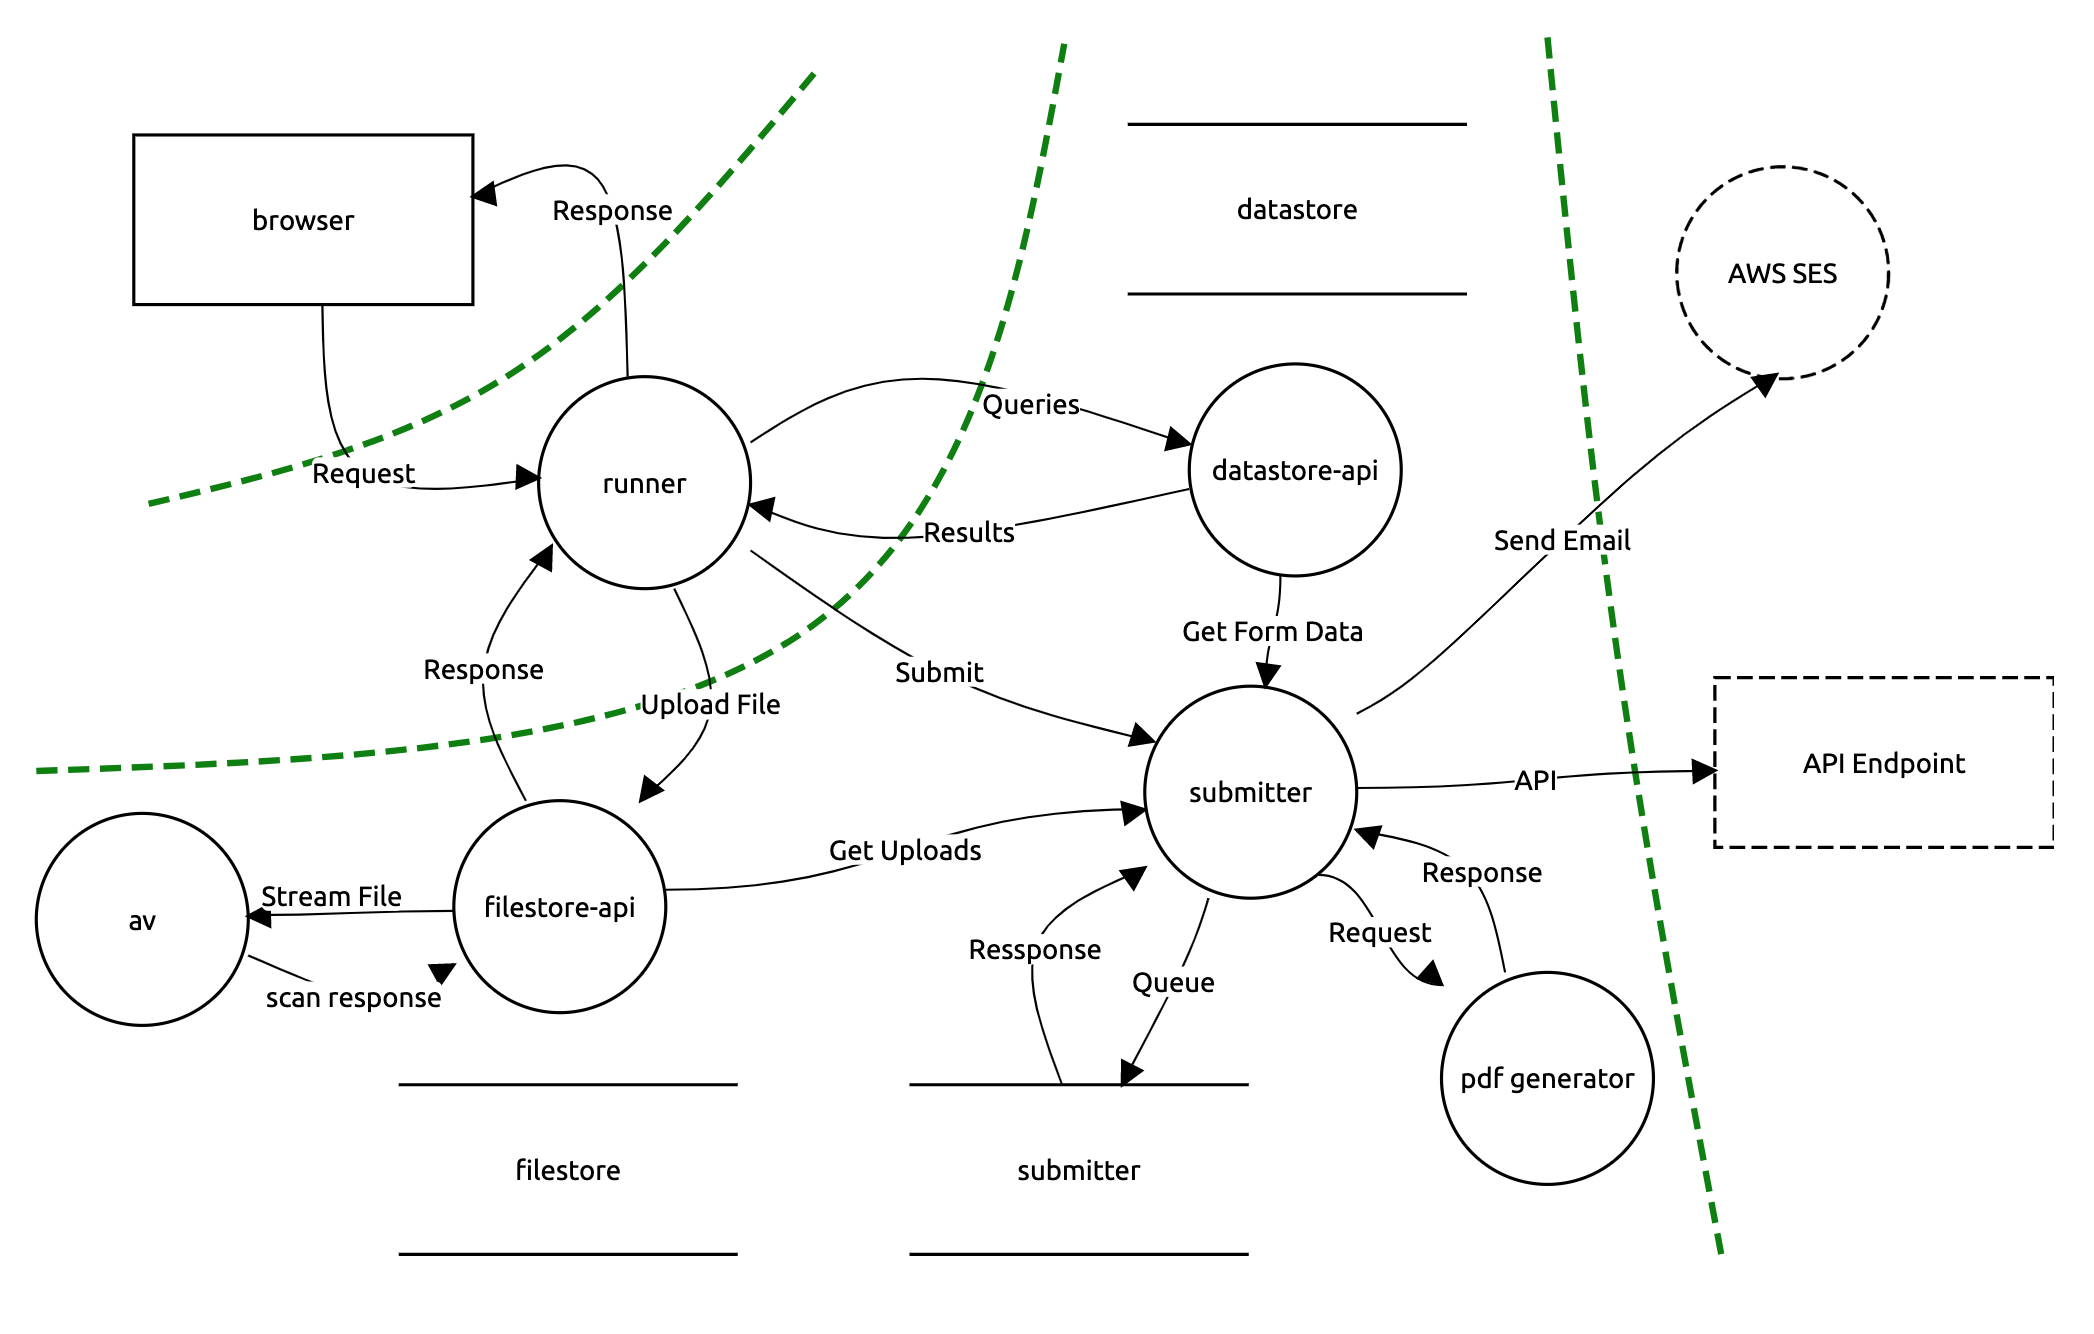 browser
Response
datastore
AWS SES
Request
runner
Queries
datastore-api
Results
Send Email
Get Form Data
Response
Upload File
Submit
submitter
API
API Endpoint
Get Uploads
Response
Stream File
av
filestore-api
scan response
Ressponse
Queue
Request
pdf generator
filestore
submitter